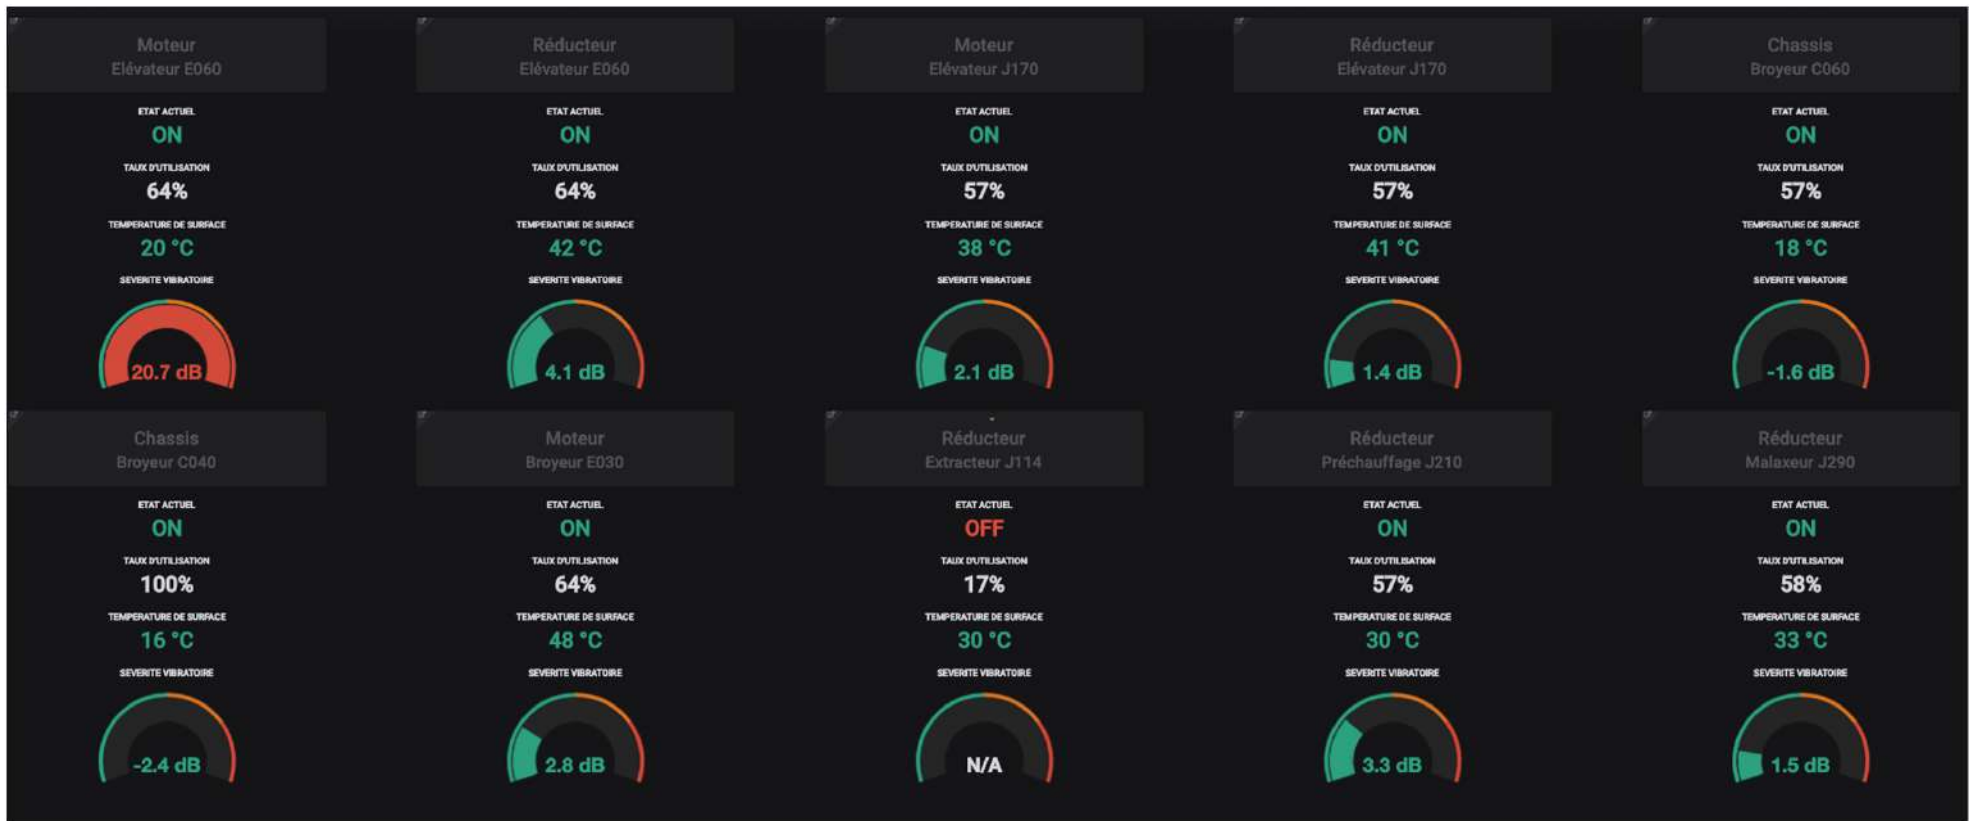 Moteur
Elévateur E060
ETAT ACTUEL
ON
TAUX D'UTILISATION
64%
TEMPERATURE DE SURFACE
20 °C
SEVERITE VIBRATOIRE
20.7 dB
Réducteur
Elévateur E060
ETAT ACTUEL
ON
TAUX D'UTILISATION
64%
TEMPERATURE DE SURFACE
42 °C
SEVERITE VIBRATOIRE
4.1 dB
Moteur
Elévateur J170
ETAT ACTUEL
ON
TAUX D'UTILISATION
57%
TEMPERATURE DE SURFACE
38 °C
SEVERITE VIBRATOIRE
2.1 dB
Réducteur
Elévateur J170
ETAT ACTUEL
ON
TAUX D'UTILISATION
57%
TEMPERATURE DE SURFACE
41 °C
SEVERITE VIBRATOIRE
1.4 dB
Chassis
Broyeur C060
ETAT ACTUEL
ON
TAUX D'UTILISATION
57%
TEMPERATURE DE SURFACE
18 °C
SEVERITE VIBRATOIRE
-1.6 dB
Chassis
Broyeur C040
ETAT ACTUEL
ON
TAUX D'UTILISATION
100%
TEMPERATURE DE SURFACE
16 °C
SEVERITE VIBRATOIRE
-2.4 dB
Moteur
Broyeur E030
ETAT ACTUEL
ON
TAUX D'UTILISATION
64%
TEMPERATURE DE SURFACE
48 °C
SEVERITE VIBRATOIRE
2.8 dB
Réducteur
Extracteur J114
ETAT ACTUEL
OFF
TAUX D'UTILISATION
17%
TEMPERATURE DE SURFACE
30 °C
SEVERITE VIBRATOIRE
N/A
Réducteur
Préchauffage J210
ETAT ACTUEL
ON
TAUX D'UTILISATION
57%
TEMPERATURE DE SURFACE
30 °C
SEVERITE VIBRATOIRE
3.3 dB
Réducteur
Malaxeur J290
ETAT ACTUEL
ON
TAUX D'UTILISATION
58%
TEMPERATURE DE SURFACE
33 °C
SEVERITE VIBRATOIRE
1.5 dB